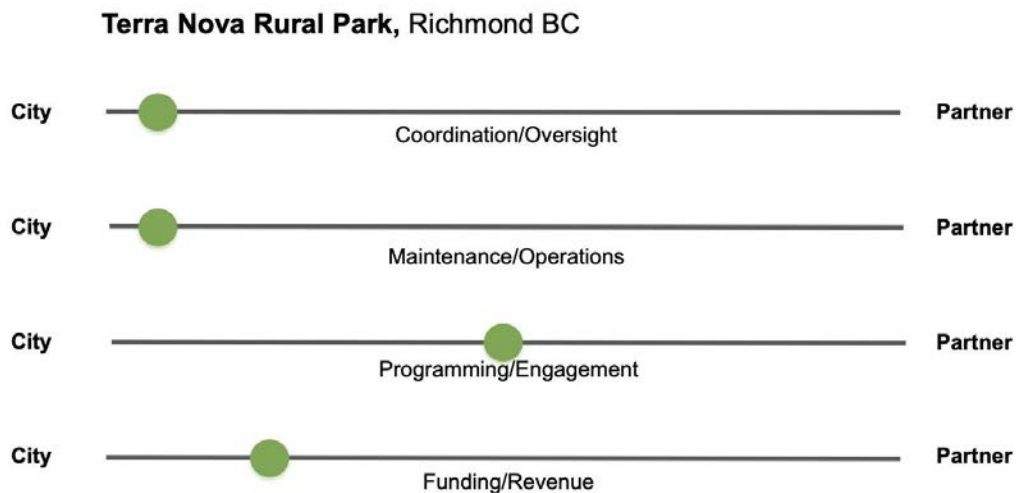 Terra Nova Rural Park, Richmond BC
City Partner
Coordination/Oversight
City Partner
Maintenance/Operations
City Partner
Programming/Engagement
City Partner
Funding/Revenue